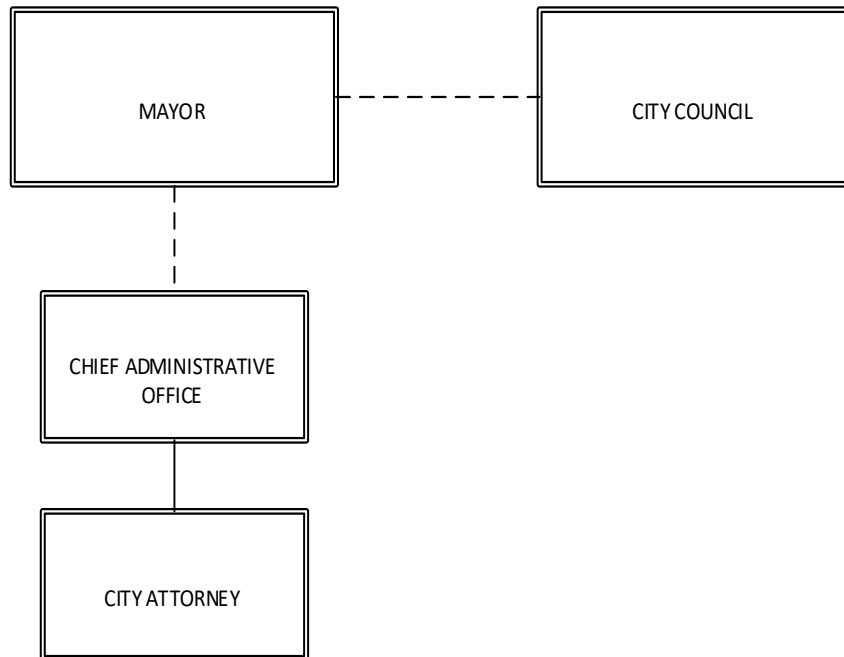 MAYOR
CITY COUNCIL
CHIEF ADMINISTRATIVE
OFFICE
CITY ATTORNEY